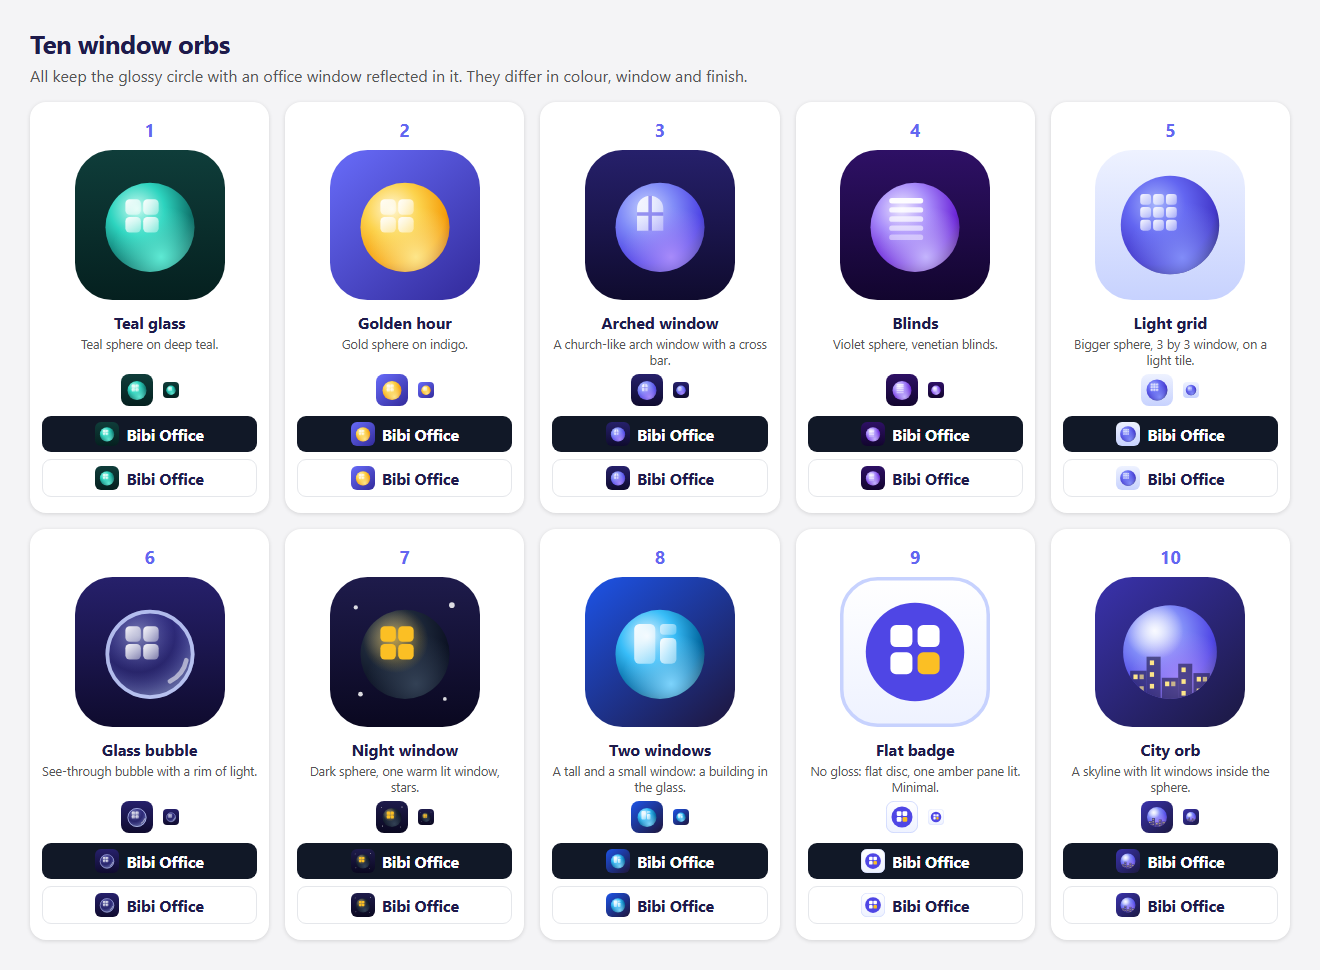 Ten window orbs
All keep the glossy circle with an office window reflected in it. They differ in colour, window and finish.
1
Teal glass
Teal sphere on deep teal.
Bibi Office
Bibi Office
2
Golden hour
Gold sphere on indigo.
Bibi Office
Bibi Office
3
Arched window
A church-like arch window with a cross
bar.
Bibi Office
Bibi Office
4
Blinds
Violet sphere, venetian blinds.
Bibi Office
Bibi Office
5
Light grid
Bigger sphere, 3 by 3 window, on a
light tile.
Bibi Office
Bibi Office
6
Glass bubble
See-through bubble with a rim of light.
Bibi Office
Bibi Office
7
Night window
Dark sphere, one warm lit window,
stars.
Bibi Office
Bibi Office
8
Two windows
A tall and a small window: a building in
the glass.
Bibi Office
Bibi Office
9
Flat badge
No gloss: flat disc, one amber pane lit.
Minimal.
Bibi Office
Bibi Office
10
City orb
A skyline with lit windows inside the
sphere.
Bibi Office
Bibi Office